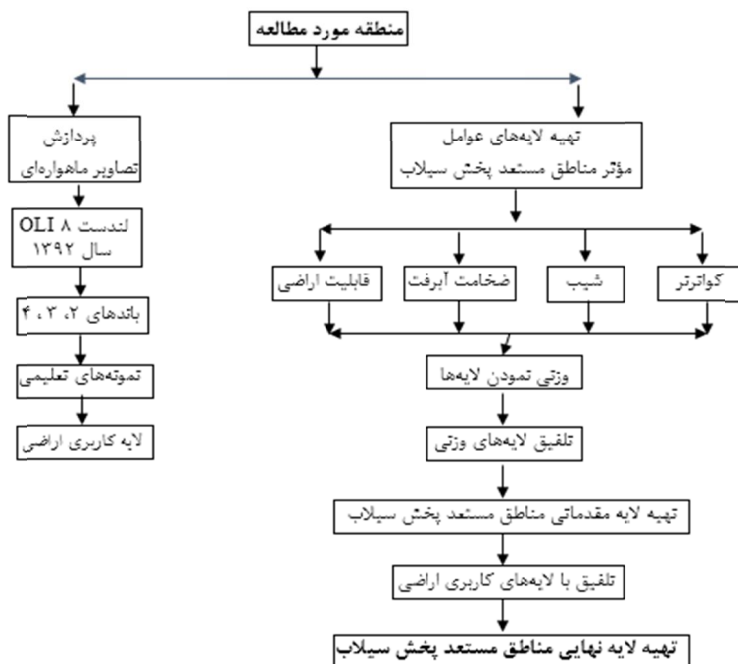 منطقه مورد مطالعه
پردازش
تصاویر ماهواره‌ای
لندست ۸ OLI
سال ۱۳۹۲
باندهای ۲، ۳ ، ۴
نمونه‌های تعلیمی
لایه کاربری اراضی
تهیه لایه‌های عوامل
مؤثر مناطق مستعد پخش سیلاب
کواترنر
شیب
ضخامت آبرفت
قابلیت اراضی
وزنی نمودن لایه‌ها
تلفیق لایه‌های وزنی
تهیه لایه مقدماتی مناطق مستعد پخش سیلاب
تلفیق با لایه‌های کاربری اراضی
تهیه لایه نهایی مناطق مستعد پخش سیلاب